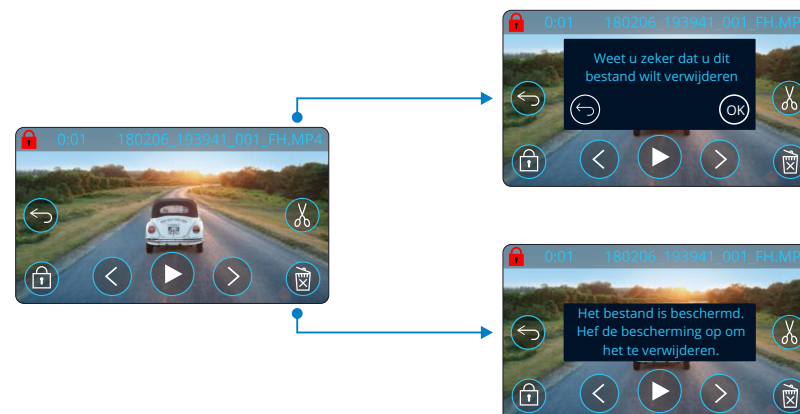 0:01 180206_193941_001_FH.MP4
0:01 180206_193941_001_FH.MP
Weet u zeker dat u dit
bestand wilt verwijderen
OK
0:01 180206_193941_001_FH.MP
Het bestand is beschermd.
Hef de bescherming op om
het te verwijderen.